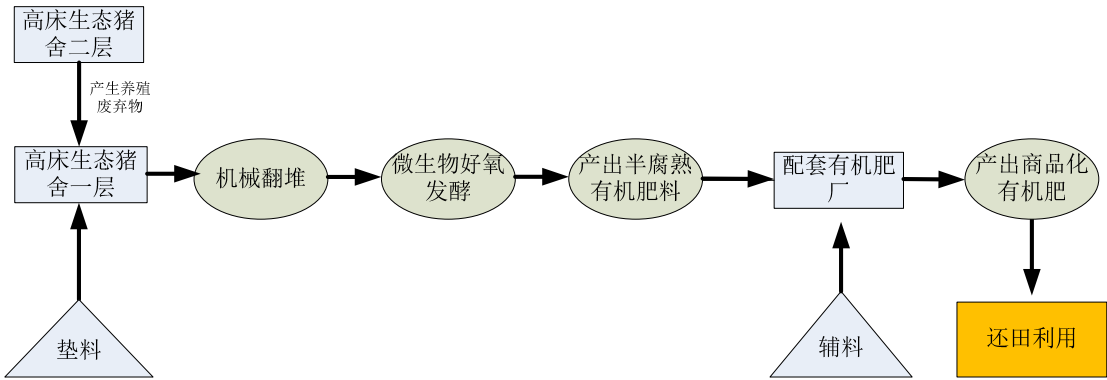 高床生态猪
舍二层
产生养殖
废弃物
高床生态猪
舍一层
机械翻堆
微生物好氧
发酵
产出半腐熟
有机肥料
配套有机肥
厂
产出商品化
有机肥
垫料
辅料
还田利用